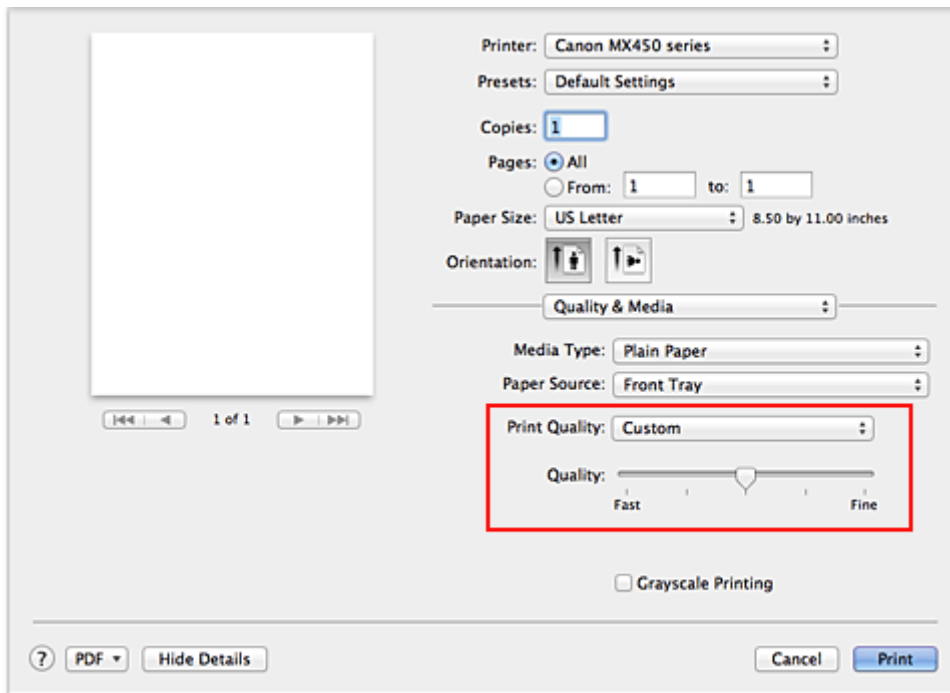 Printer: Canon MX450 series
Presets: Default Settings
Copies: 1
Pages: All
From: 1 to: 1
Paper Size: US Letter 8.50 by 11.00 inches
Orientation:
Quality & Media
Media Type: Plain Paper
Paper Source: Front Tray
1 of 1
Print Quality: Custom
Quality:
Fast Fine
Grayscale Printing
? PDF Hide Details Cancel Print